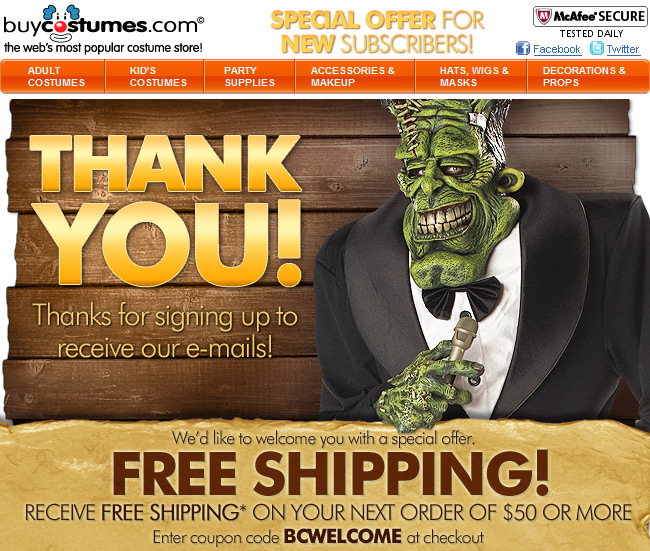 buycostumes.com©
the web's most popular costume store!
SPECIAL OFFER FOR
NEW SUBSCRIBERS!
McAfee SECURE
TESTED DAILY
Facebook Twitter
ADULT COSTUMES
KID'S COSTUMES
PARTY SUPPLIES
ACCESSORIES & MAKEUP
HATS, WIGS & MASKS
DECORATIONS & PROPS
THANK
YOU!
Thanks for signing up to
receive our e-mails!
We'd like to welcome you with a special offer.
FREE SHIPPING!
RECEIVE FREE SHIPPING* ON YOUR NEXT ORDER OF $50 OR MORE
Enter coupon code BCWELCOME at checkout